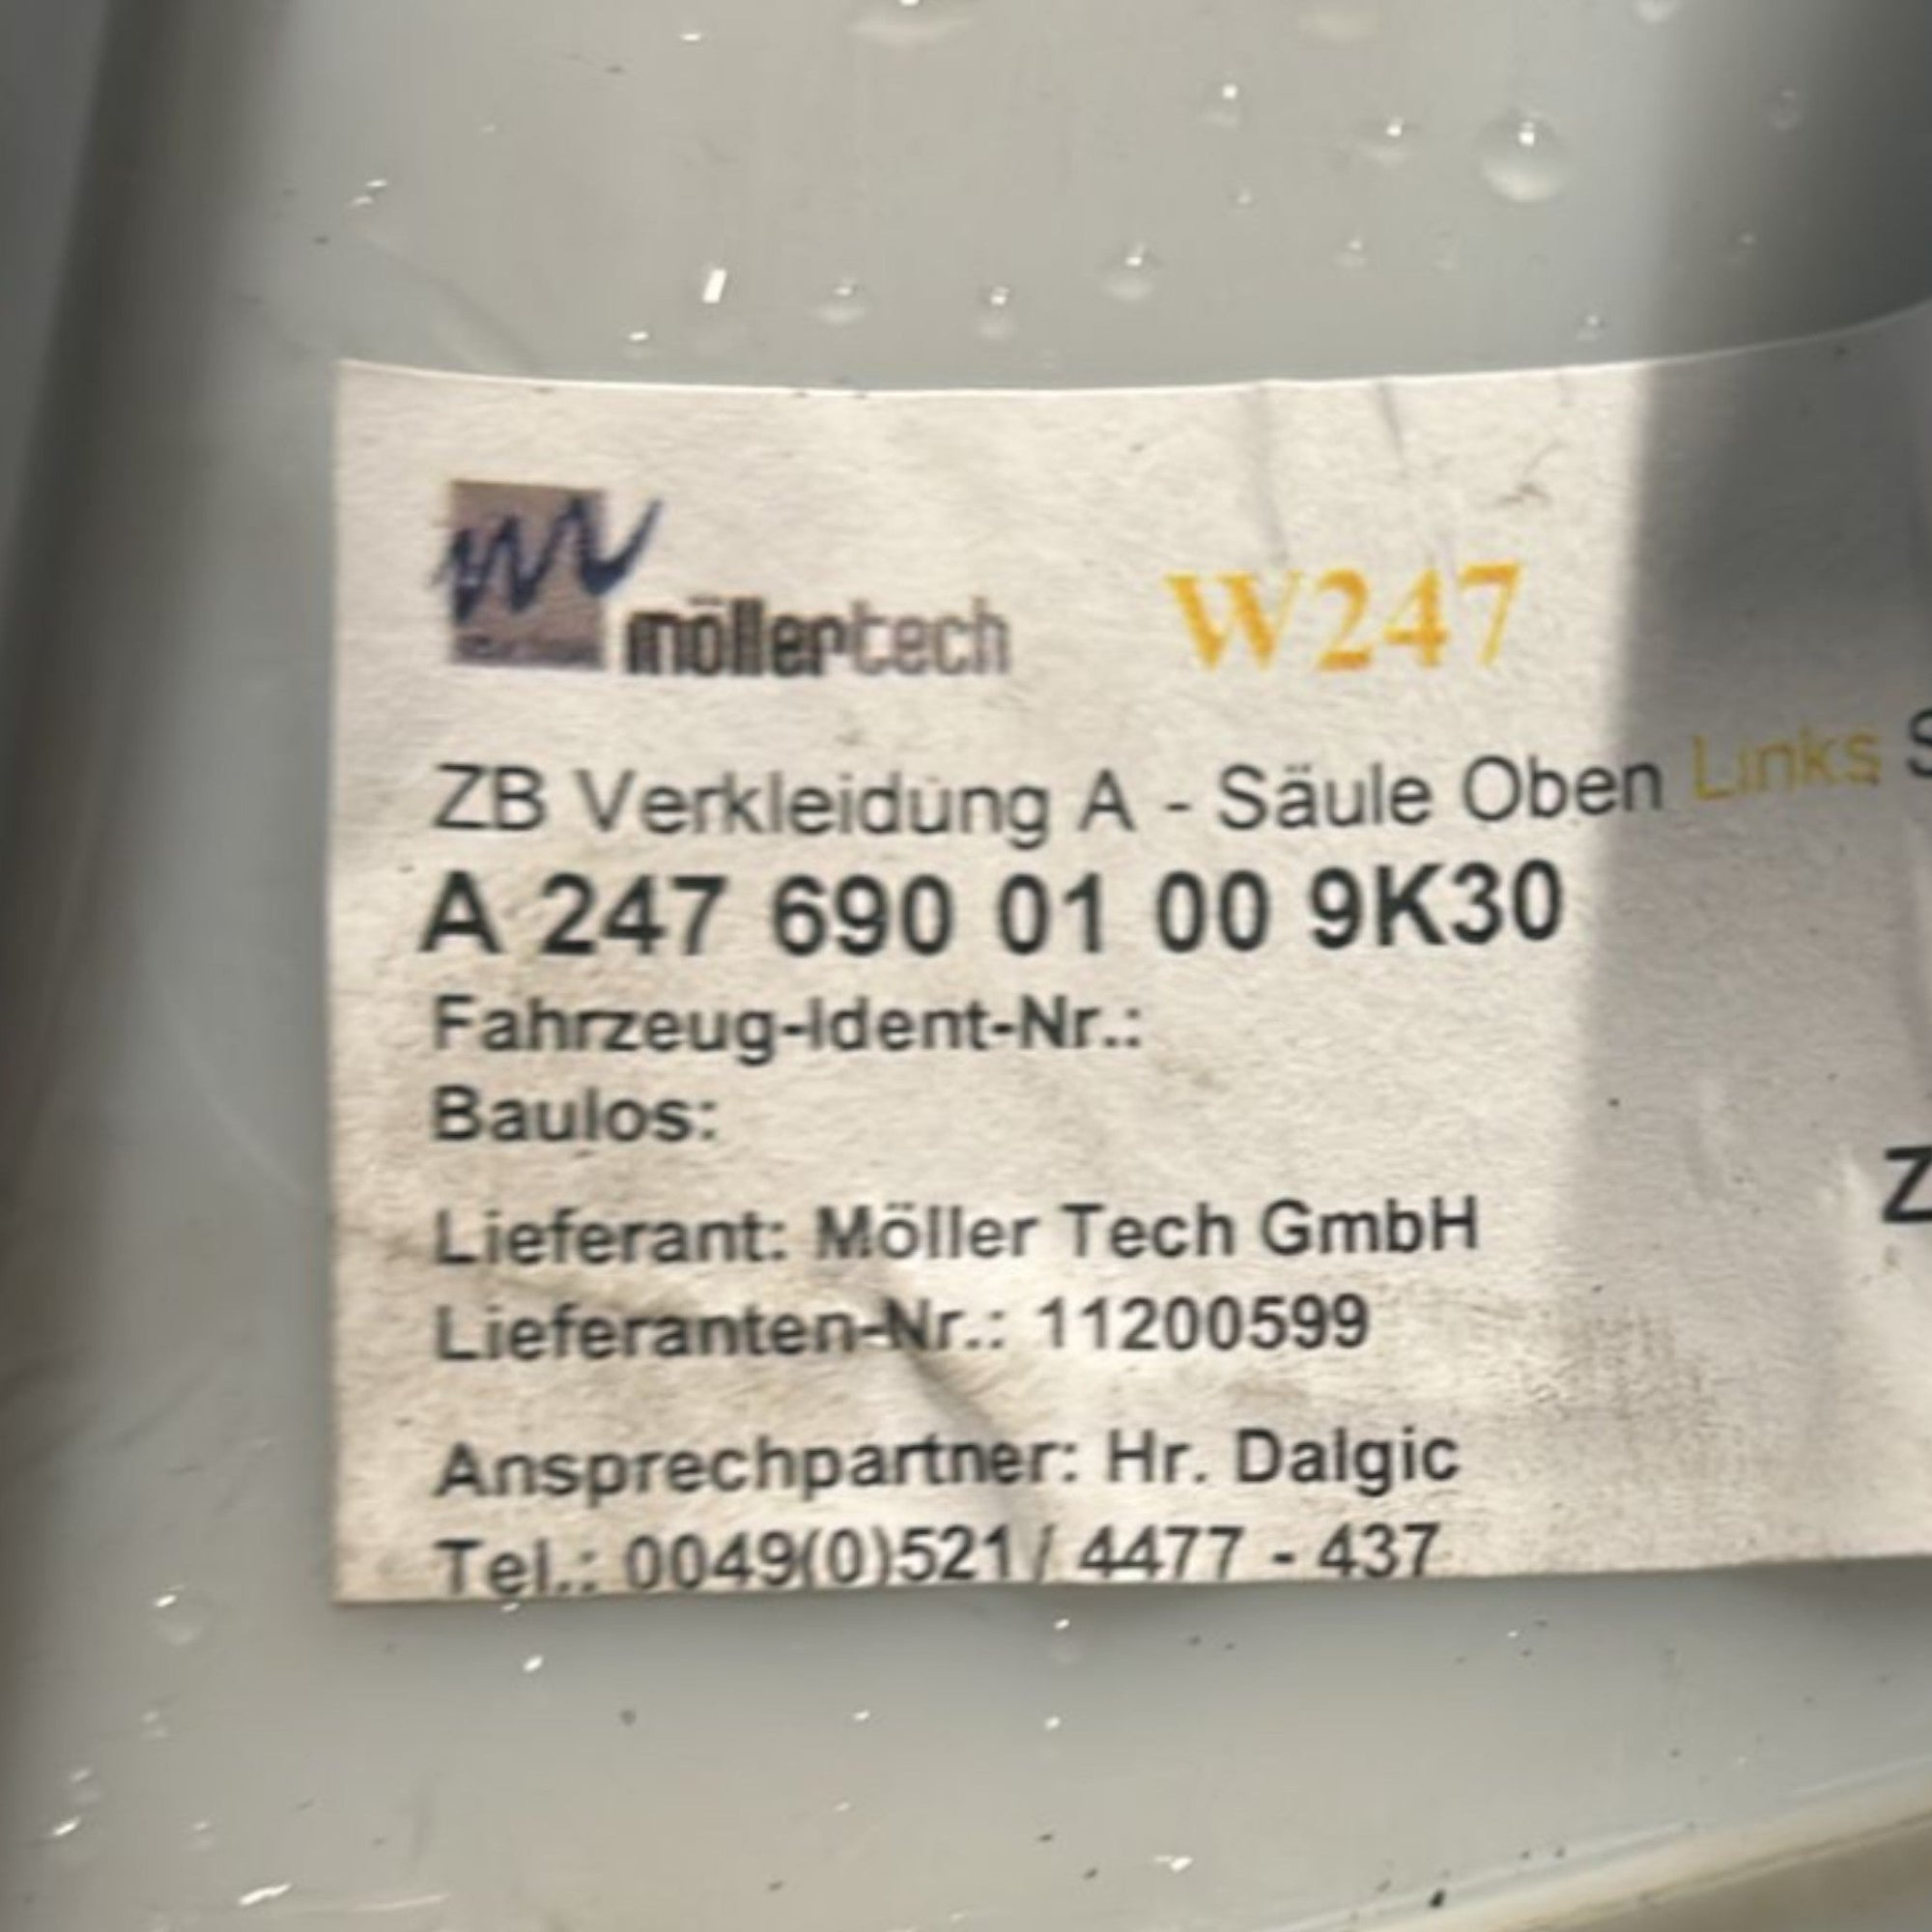 möllertech W247
ZB Verkleidung A - Säule Oben Links S
A 247 690 01 00 9K30
Fahrzeug-Ident-Nr.:
Baulos:
Z
Lieferant: Möller Tech GmbH
Lieferanten-Nr.: 11200599
Ansprechpartner: Hr. Dalgic
Tel.: 0049(0)521 / 4477 - 437